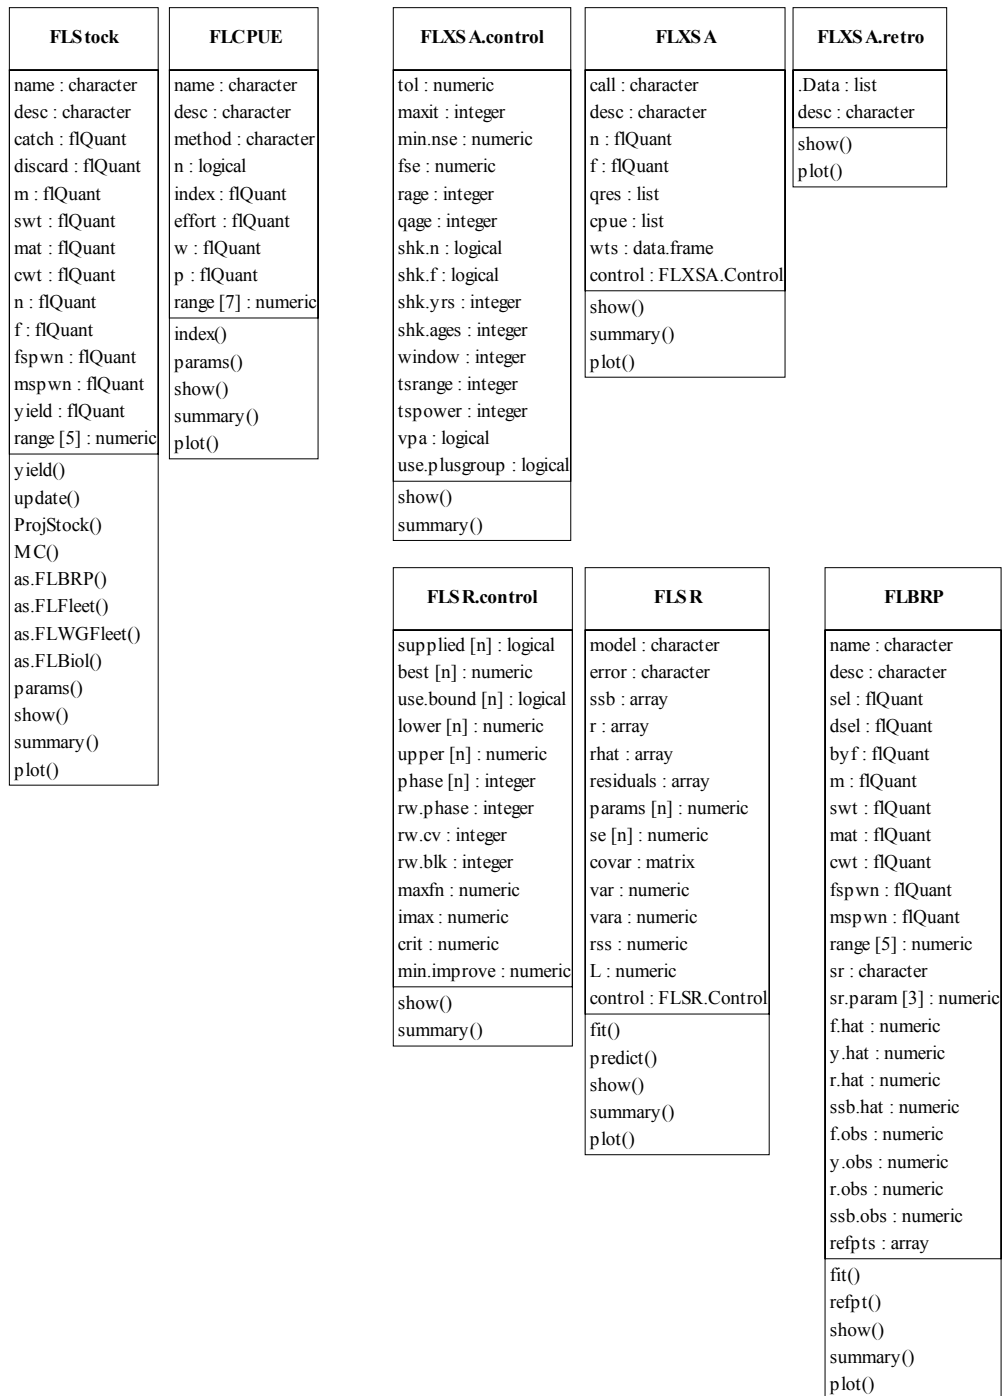 FLStock
name : character
desc : character
catch : flQuant
discard : flQuant
m : flQuant
swt : flQuant
mat : flQuant
cwt : flQuant
n : flQuant
f : flQuant
fspwn : flQuant
mspwn : flQuant
yield : flQuant
range [5] : numeric
yield()
update()
ProjStock()
MC()
as.FLBRP()
as.FLFleet()
as.FLWGFleet()
as.FLBiol()
params()
show()
summary()
plot()
FLCPUE
name : character
desc : character
method : character
n : logical
index : flQuant
effort : flQuant
w : flQuant
p : flQuant
range [7] : numeric
index()
params()
show()
summary()
plot()
FLXSA.control
tol : numeric
maxit : integer
min.nse : numeric
fse : numeric
rage : integer
qage : integer
shk.n : logical
shk.f : logical
shk.yrs : integer
shk.ages : integer
window : integer
tsrange : integer
tspower : integer
vpa : logical
use.plusgroup : logical
show()
summary()
FLXSA
call : character
desc : character
n : flQuant
f : flQuant
qres : list
cpue : list
wts : data.frame
control : FLXSA.Control
show()
summary()
plot()
FLXSA.retro
.Data : list
desc : character
show()
plot()
FLSR.control
supplied [n] : logical
best [n] : numeric
use.bound [n] : logical
lower [n] : numeric
upper [n] : numeric
phase [n] : integer
rw.phase : integer
rw.cv : integer
rw.blk : integer
maxfn : numeric
imax : numeric
crit : numeric
min.improve : numeric
show()
summary()
FLSR
model : character
error : character
ssb : array
r : array
rhat : array
residuals : array
params [n] : numeric
se [n] : numeric
covar : matrix
var : numeric
vara : numeric
rss : numeric
L : numeric
control : FLSR.Control
fit()
predict()
show()
summary()
plot()
FLBRP
name : character
desc : character
sel : flQuant
dsel : flQuant
byf : flQuant
m : flQuant
swt : flQuant
mat : flQuant
cwt : flQuant
fspwn : flQuant
mspwn : flQuant
range [5] : numeric
sr : character
sr.param [3] : numeric
f.hat : numeric
y.hat : numeric
r.hat : numeric
ssb.hat : numeric
f.obs : numeric
y.obs : numeric
r.obs : numeric
ssb.obs : numeric
refpts : array
fit()
refpt()
show()
summary()
plot()